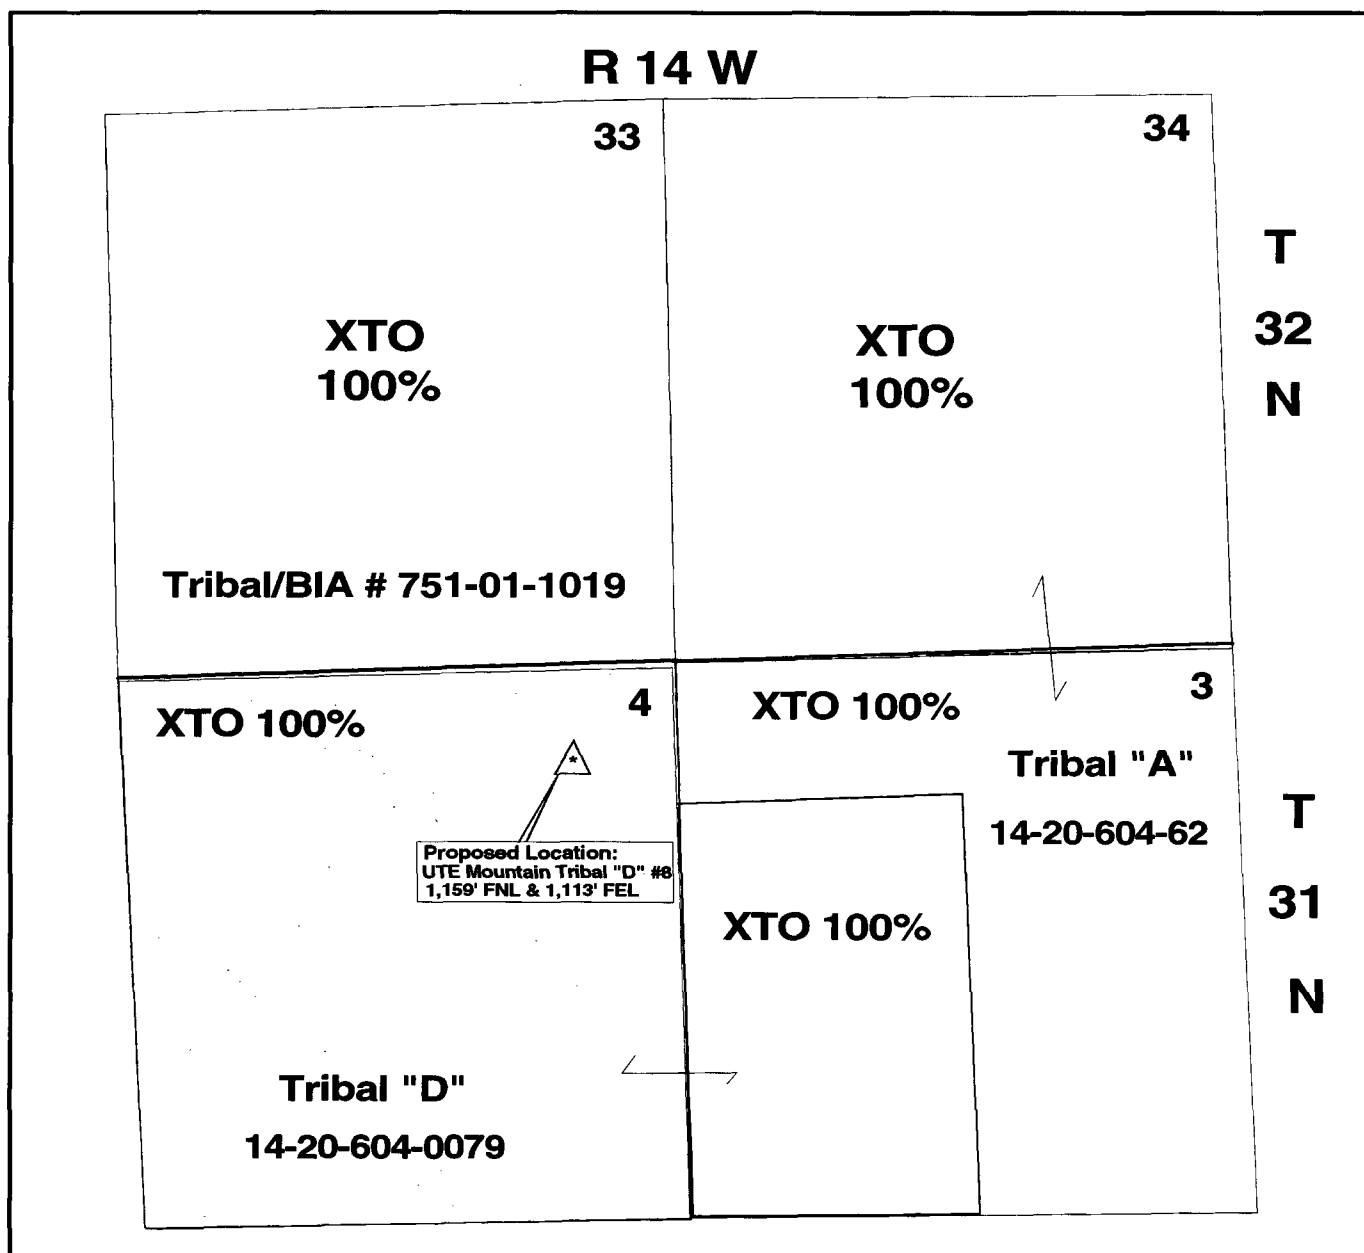 R 14 W
33
34
T
32
N
XTO
100%
XTO
100%
Tribal/BIA # 751-01-1019
XTO 100%
4
XTO 100%
3
Tribal "A"
14-20-604-62
T
31
N
*
Proposed Location:
UTE Mountain Tribal "D" #8
1,159' FNL & 1,113' FEL
XTO 100%
Tribal "D"
14-20-604-0079